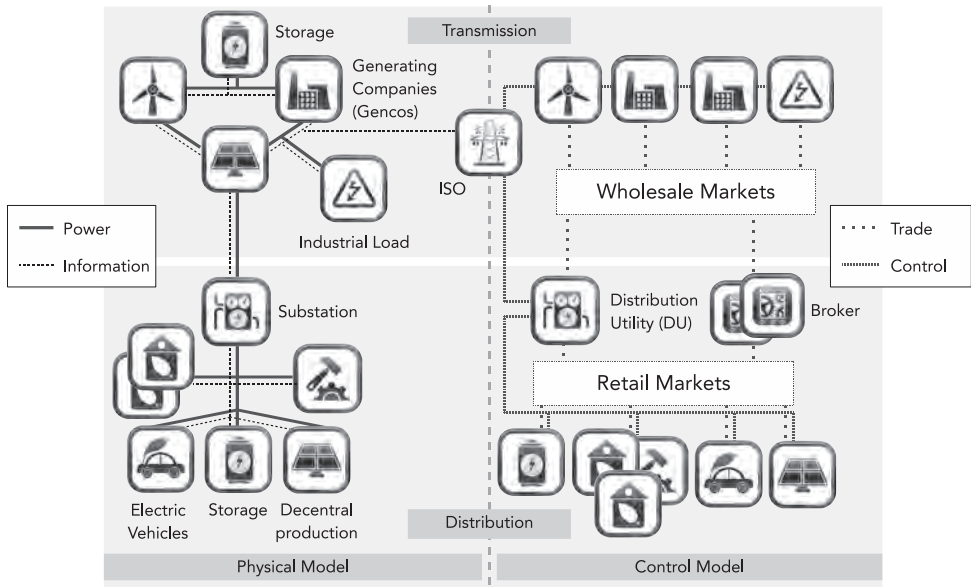 Transmission
Storage
Generating
Companies
(Gencos)
ISO
Wholesale Markets
Industrial Load
Power
Information
Trade
Control
Substation
Distribution
Utility (DU)
Broker
Retail Markets
Electric
Vehicles
Storage
Decentral
production
Distribution
Physical Model
Control Model